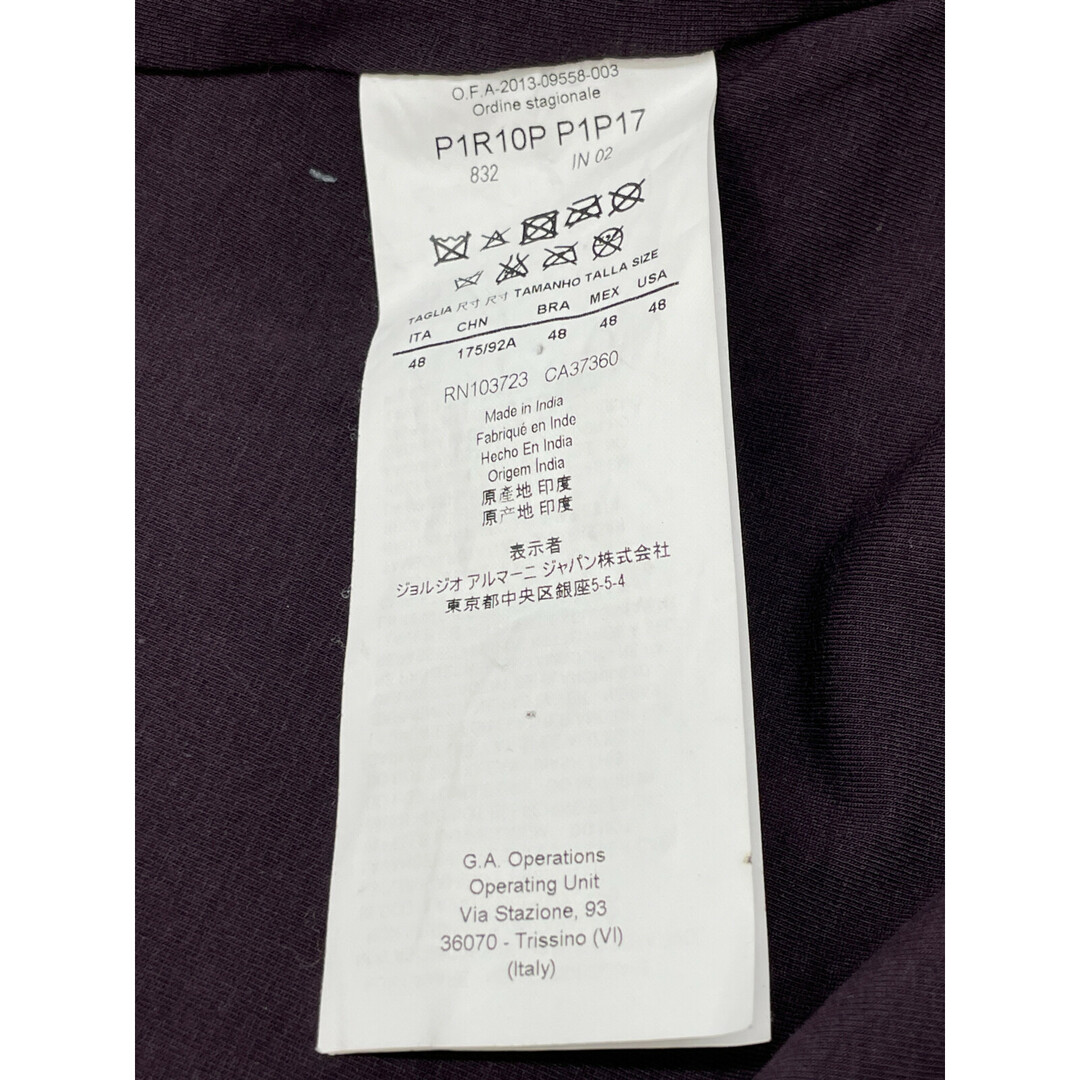 O.F.A-2013-09558-003
Ordine stagionale
P1R10P P1P17
832 IN 02
TAGLIA 尺寸 尺寸 TAMANHO TALLA SIZE
ITA CHN BRA MEX USA
48 175/92A 48 48 48
RN103723 CA37360
Made in India
Fabriqué en Inde
Hecho En India
Origem Índia
原產地 印度
原产地 印度
表示者
ジョルジオ アルマーニ ジャパン株式会社
東京都中央区銀座5-5-4
G.A. Operations
Operating Unit
Via Stazione, 93
36070 - Trissino (VI)
(Italy)